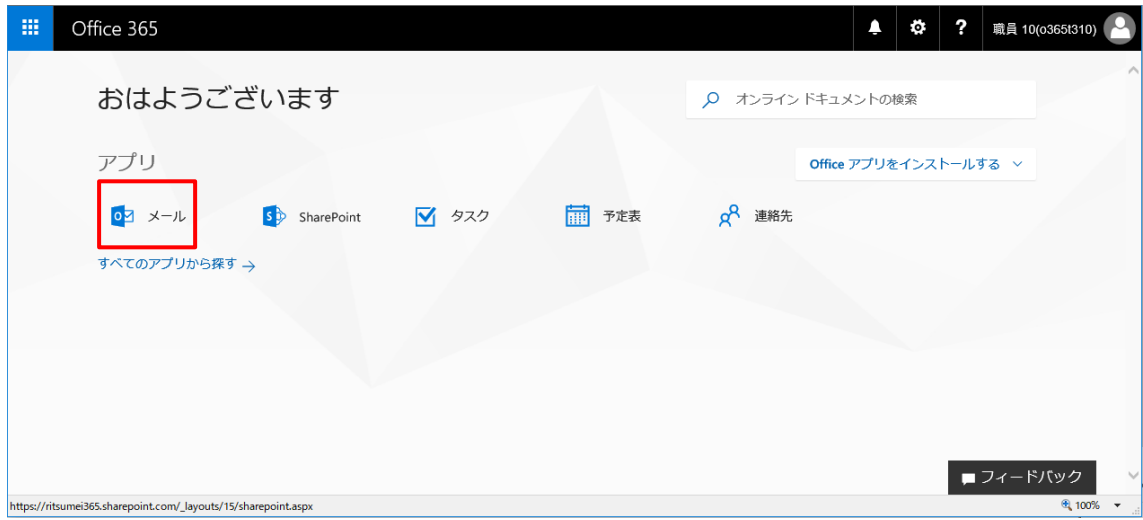 Office 365
? 職員 10(o365t310)
おはようございます
オンライン ドキュメントの検索
アプリ
Office アプリをインストールする
メール SharePoint タスク 予定表 連絡先
すべてのアプリから探す →
フィードバック
https://ritsumei365.sharepoint.com/_layouts/15/sharepoint.aspx
100%